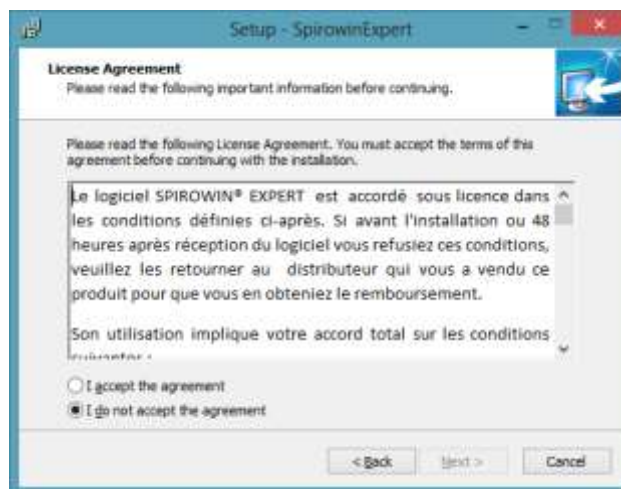 Setup - SpirowinExpert
License Agreement
Please read the following important information before continuing.
Please read the following License Agreement. You must accept the terms of this
agreement before continuing with the installation.
Le logiciel SPIROWIN® EXPERT est accordé sous licence dans
les conditions définies ci-après. Si avant l'installation ou 48
heures après réception du logiciel vous refusiez ces conditions,
veuillez les retourner au distributeur qui vous a vendu ce
produit pour que vous en obteniez le remboursement.
Son utilisation implique votre accord total sur les conditions
I accept the agreement
I do not accept the agreement
< Back
Next >
Cancel